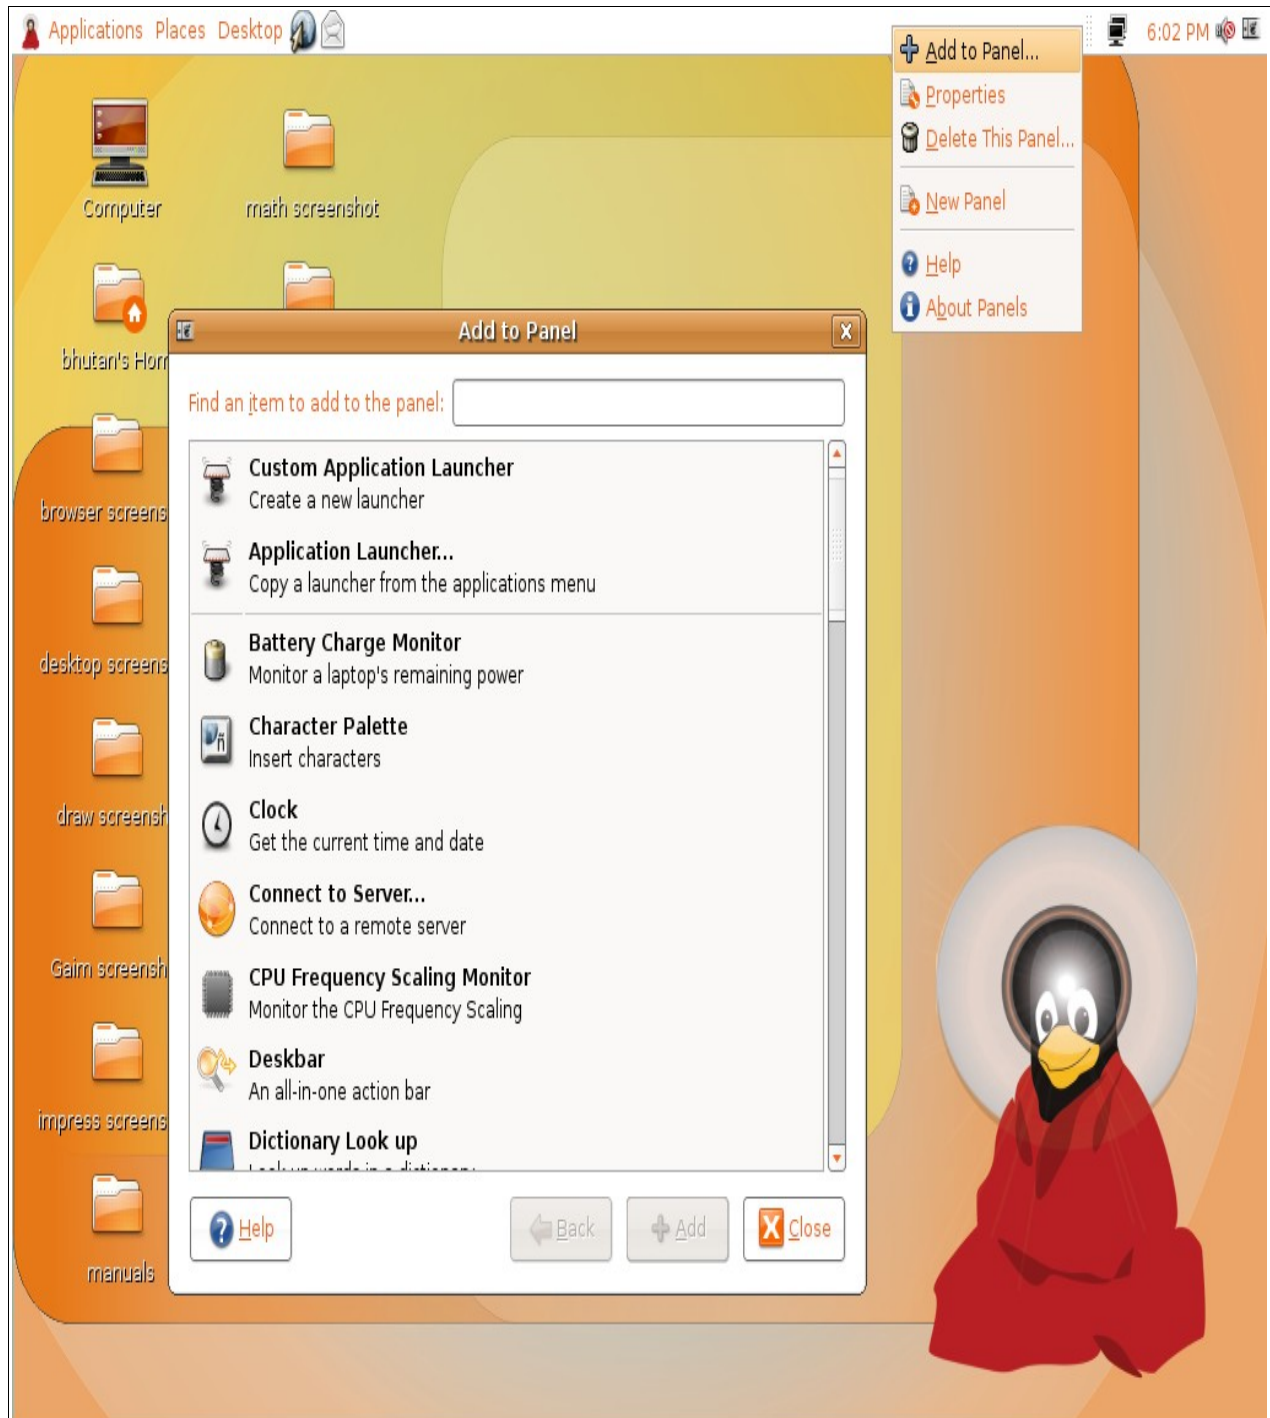 Applications Places Desktop
6:02 PM
Add to Panel...
Properties
Delete This Panel...
New Panel
Help
About Panels
Computer
math screenshot
bhutan's Hom
browser screens
desktop screens
draw screensh
Gaim screensh
impress screens
manuals
Add to Panel
Find an item to add to the panel:
Custom Application Launcher
Create a new launcher
Application Launcher...
Copy a launcher from the applications menu
Battery Charge Monitor
Monitor a laptop's remaining power
Character Palette
Insert characters
Clock
Get the current time and date
Connect to Server...
Connect to a remote server
CPU Frequency Scaling Monitor
Monitor the CPU Frequency Scaling
Deskbar
An all-in-one action bar
Dictionary Look up
Look up words in a dictionary
Help
Back
Add
Close